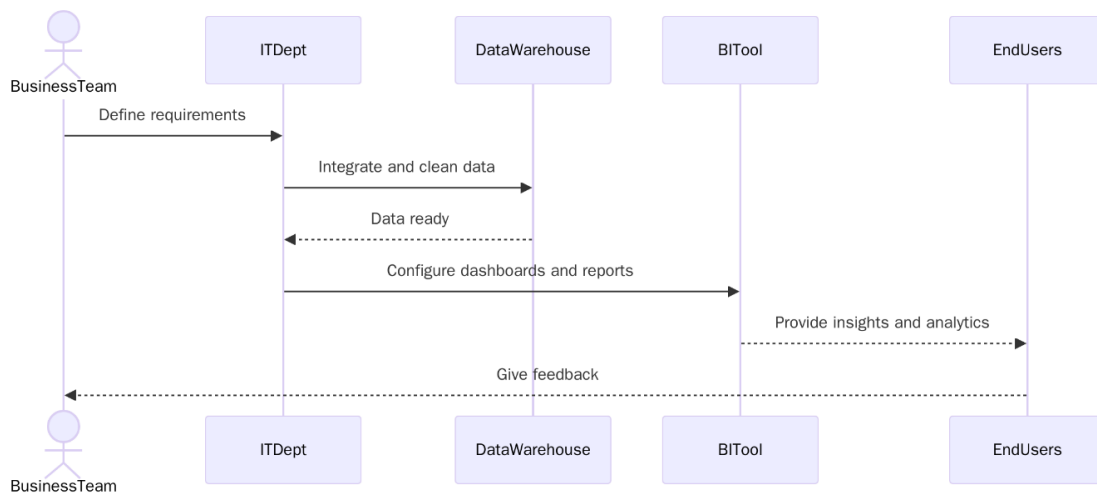 ITDept
DataWarehouse
BITool
EndUsers
BusinessTeam
Define requirements
Integrate and clean data
Data ready
Configure dashboards and reports
Provide insights and analytics
Give feedback
ITDept
DataWarehouse
BITool
EndUsers
BusinessTeam